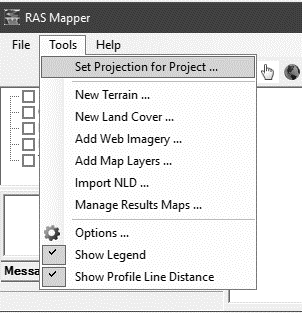 RAS Mapper
File Tools Help
Set Projection for Project ...
New Terrain ...
New Land Cover ...
Add Web Imagery ...
Add Map Layers ...
Import NLD ...
Manage Results Maps ...
Options ...
Show Legend
Messa
Show Profile Line Distance